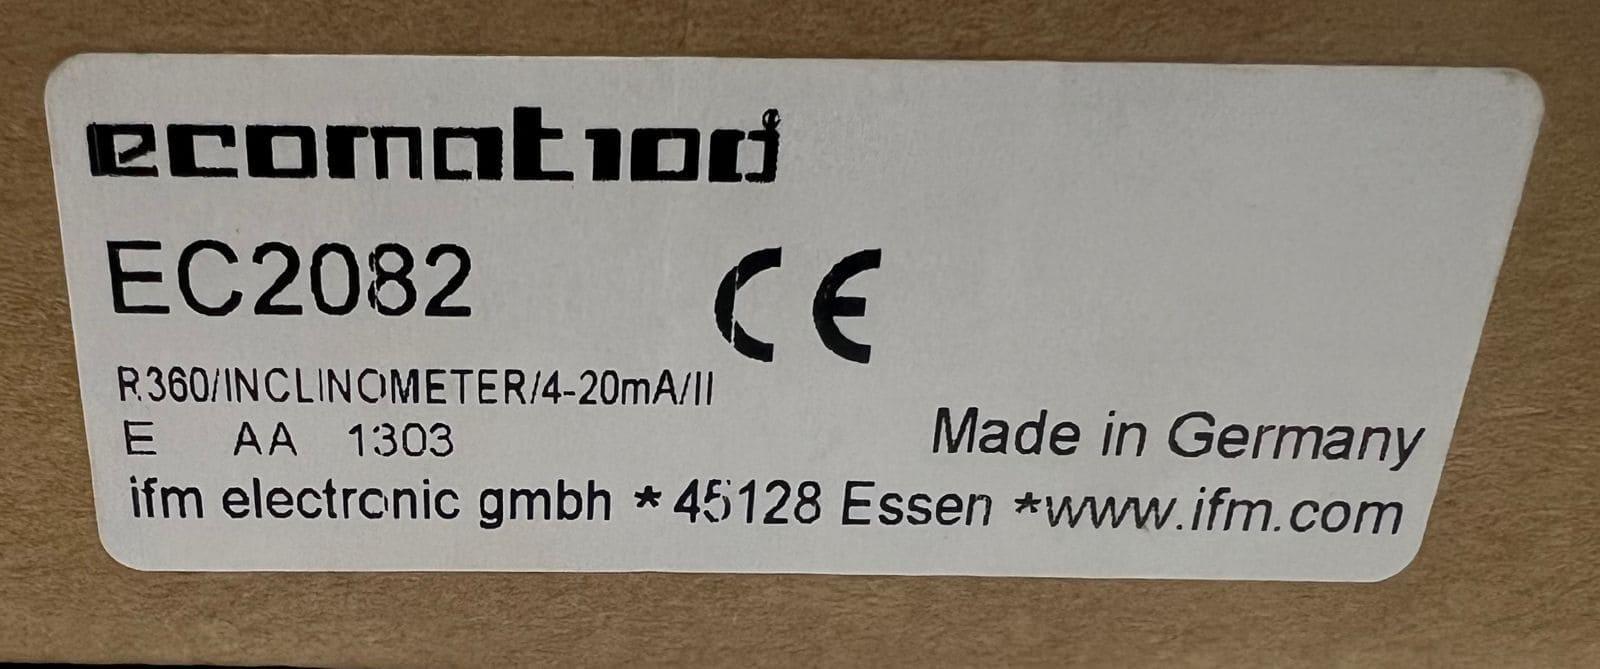 ecomatic
EC2082 CE
R360/INCLINOMETER/4-20mA/II
E AA 1303
Made in Germany
ifm electronic gmbh * 45128 Essen *www.ifm.com